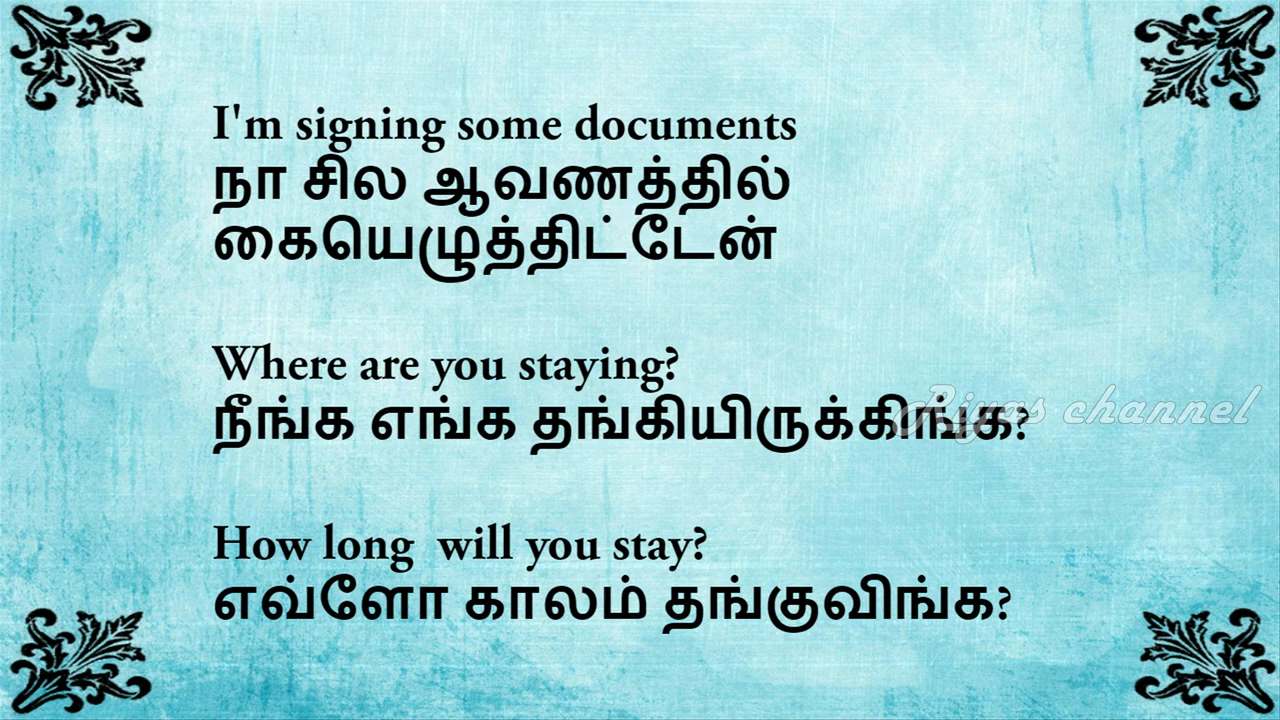 I'm signing some documents
நா சில ஆவணத்தில்
கையெழுத்திட்டேன்
Where are you staying?
நீங்க எங்க தங்கியிருக்கிங்க?
Riyas channel
How long will you stay?
எவ்ளோ காலம் தங்குவிங்க?